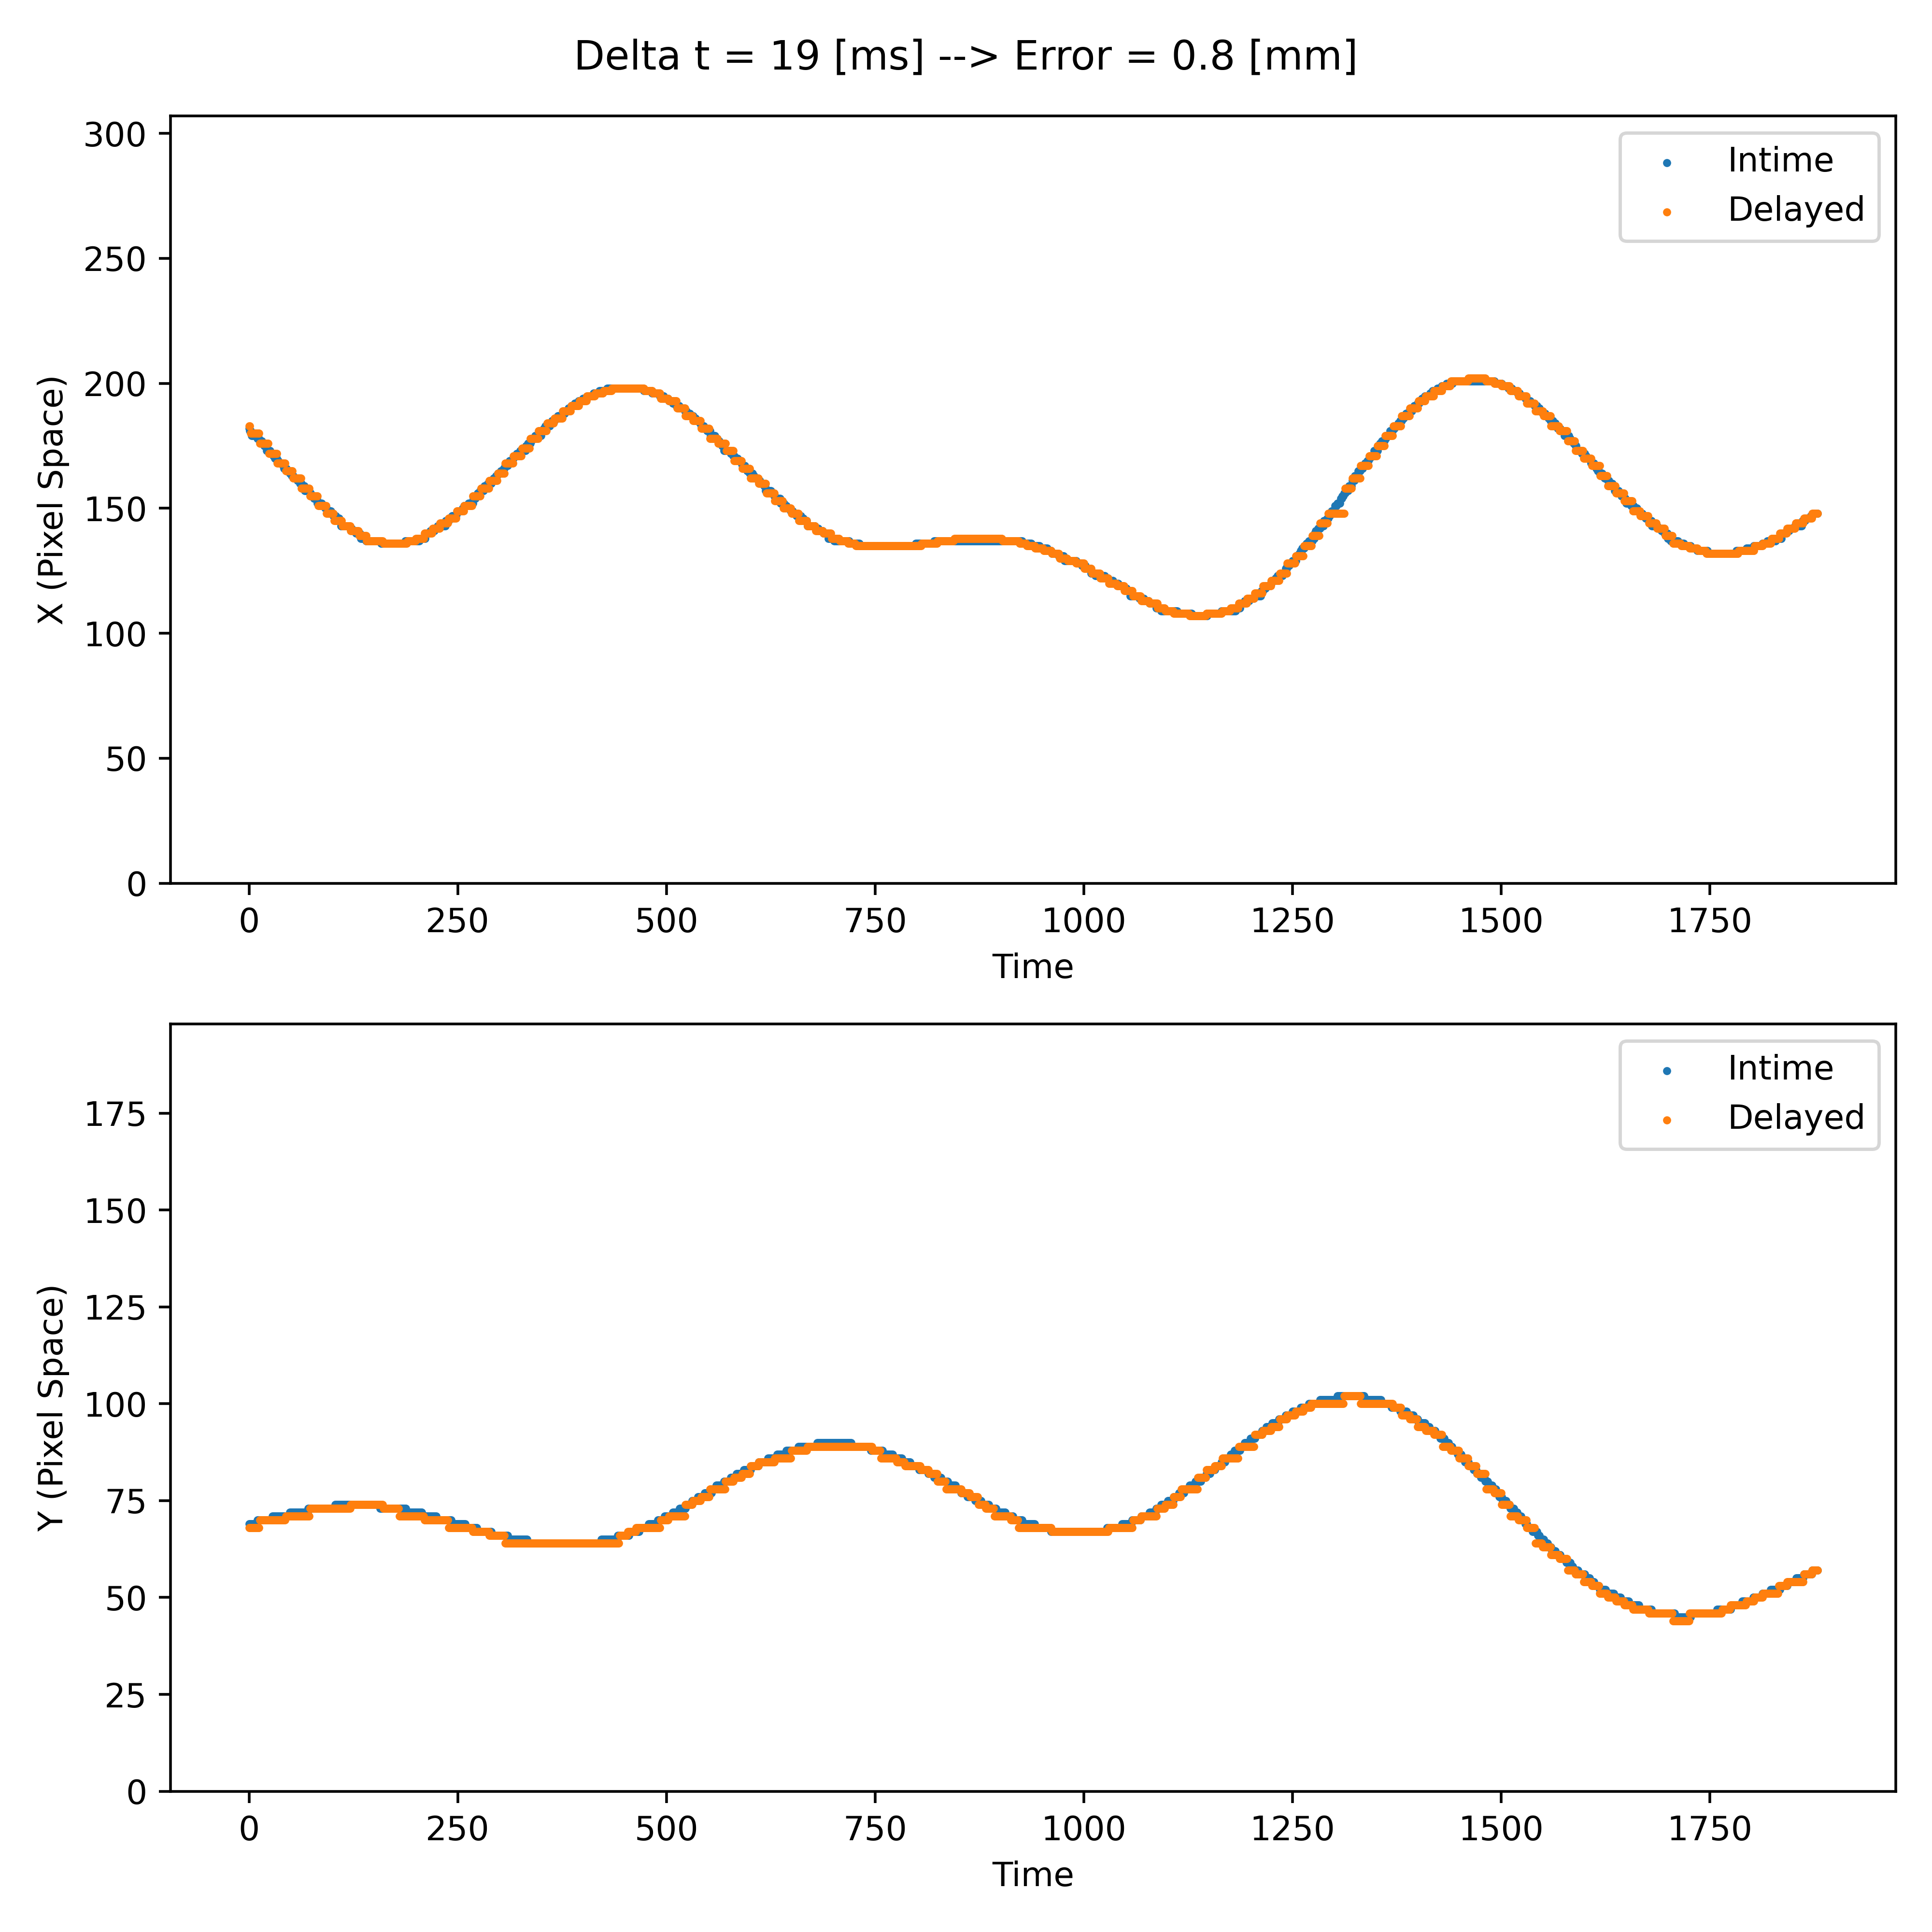 Delta t = 19 [ms] --> Error = 0.8 [mm]
300
250
200
150
100
50
0
X (Pixel Space)
Intime
Delayed
0 250 500 750 1000 1250 1500 1750
Time
175
150
125
100
75
50
25
0
Y (Pixel Space)
Intime
Delayed
0 250 500 750 1000 1250 1500 1750
Time